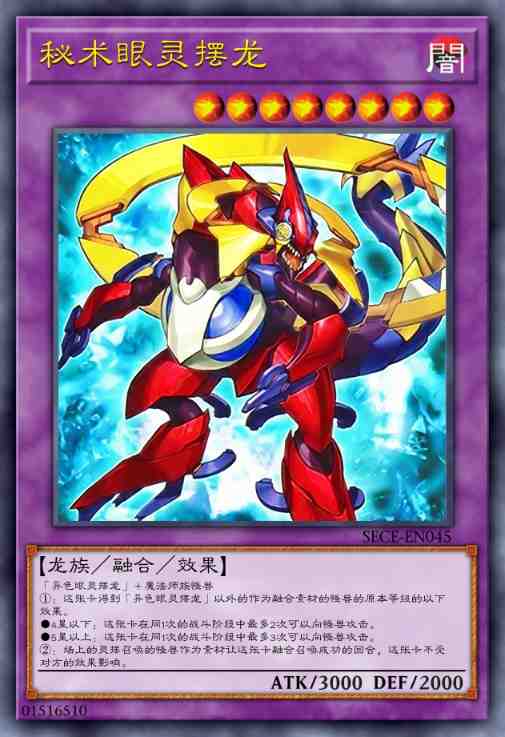 秘术眼灵摆龙
闇
SECE-EN045
【龙族／融合／效果】
「异色眼灵摆龙」＋魔法师族怪兽
①：这张卡得到「异色眼灵摆龙」以外的作为融合素材的怪兽的原本等级的以下
效果。
●4星以下：这张卡在同1次的战斗阶段中最多2次可以向怪兽攻击。
●5星以上：这张卡在同1次的战斗阶段中最多3次可以向怪兽攻击。
②：场上的灵摆召唤的怪兽作为素材让这张卡融合召唤成功的回合，这张卡不受
对方的效果影响。
ATK/3000 DEF/2000
01516510